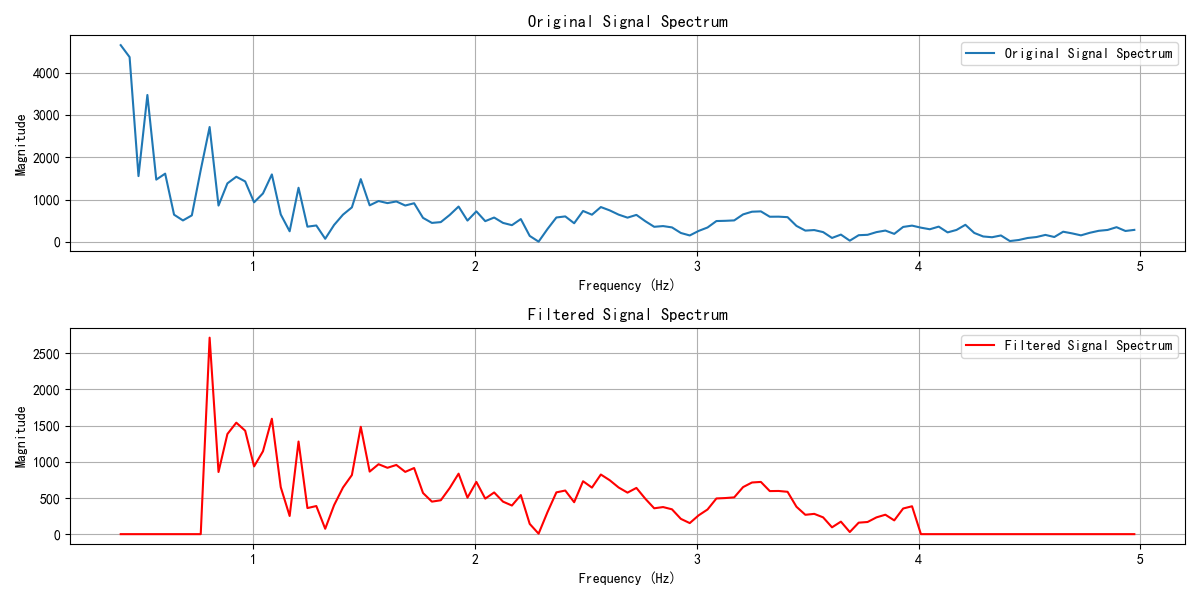 Original Signal Spectrum
Original Signal Spectrum
Magnitude
4000
3000
2000
1000
0
1 2 3 4 5
Frequency (Hz)
Filtered Signal Spectrum
Filtered Signal Spectrum
Magnitude
2500
2000
1500
1000
500
0
1 2 3 4 5
Frequency (Hz)